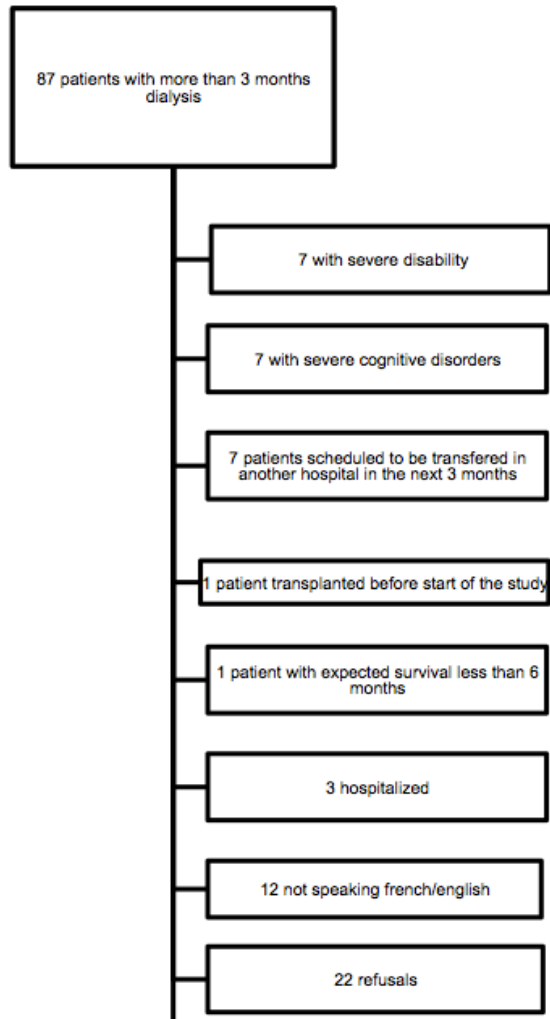 87 patients with more than 3 months
dialysis
7 with severe disability
7 with severe cognitive disorders
7 patients scheduled to be transfered in
another hospital in the next 3 months
1 patient transplanted before start of the study
1 patient with expected survival less than 6
months
3 hospitalized
12 not speaking french/english
22 refusals